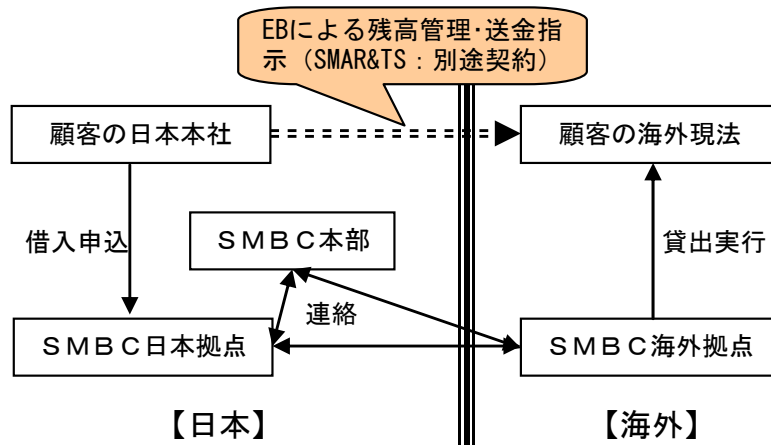 EBによる残高管理・送金指
示（SMAR&TS：別途契約）
顧客の日本本社
顧客の海外現法
借入申込
ＳＭＢＣ本部
貸出実行
連絡
ＳＭＢＣ日本拠点
ＳＭＢＣ海外拠点
【日本】
【海外】